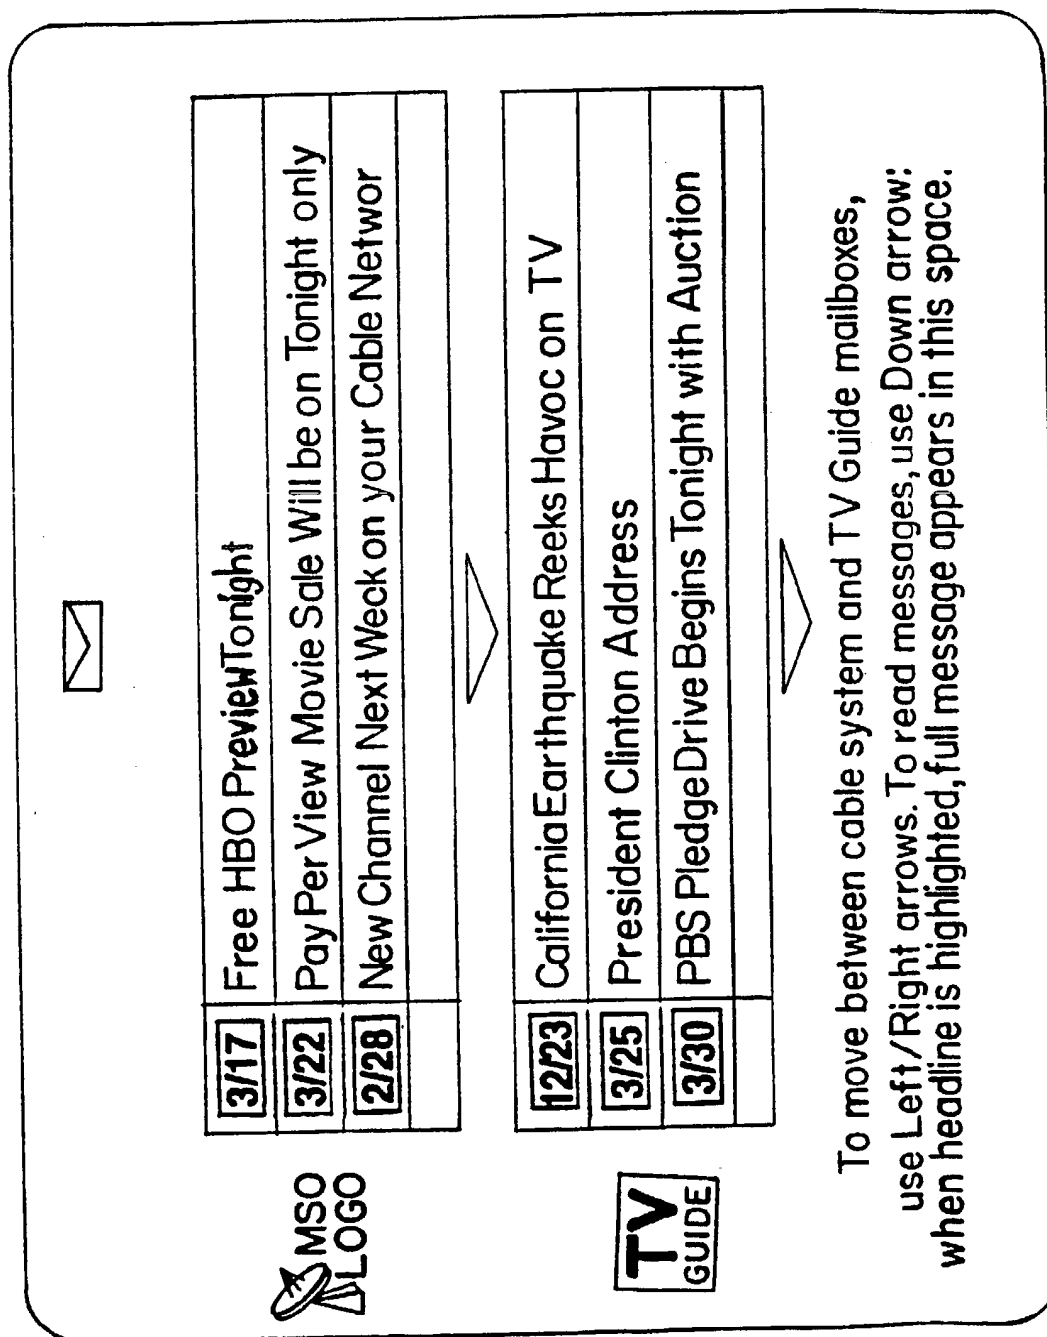 MSO
LOGO
3/17 Free HBO Preview Tonight
3/22 Pay Per View Movie Sale Will be on Tonight only
2/28 New Channel Next Weck on your Cable Networ
TV
GUIDE
12/23 California Earthquake Reeks Havoc on TV
3/25 President Clinton Address
3/30 PBS Pledge Drive Begins Tonight with Auction
To move between cable system and TV Guide mailboxes,
use Left/Right arrows. To read messages, use Down arrow:
when headline is highlighted, full message appears in this space.